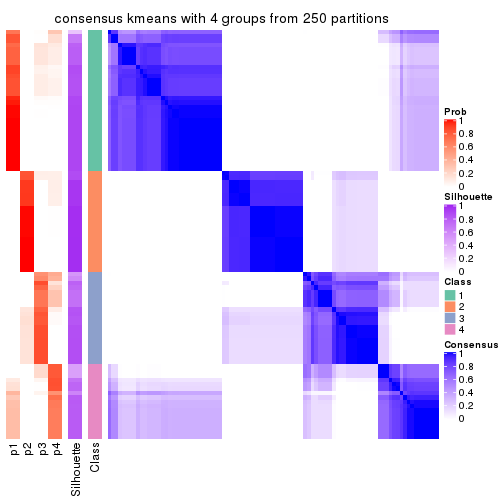 consensus kmeans with 4 groups from 250 partitions
Prob
1
0.8
0.6
0.4
0.2
0
Silhouette
1
0.8
0.6
0.4
0.2
0
Class
1
2
3
4
Consensus
1
0.8
0.6
0.4
0.2
0
p1
p2
p3
p4
Silhouette
Class